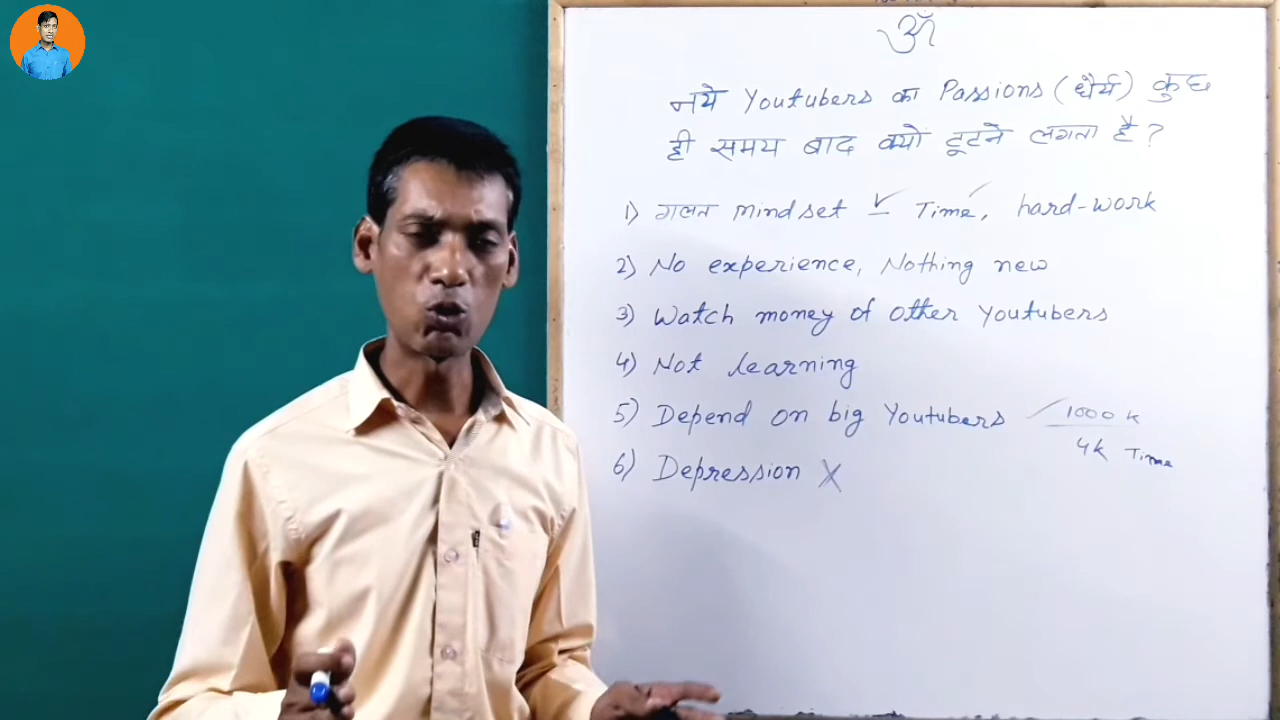 ॐ
नये Youtubers का Passions (धैर्य) कुछ
ही समय बाद क्यों टूटने लगता है ?
1) गलत mindset - Time, hard-work
2) No experience, Nothing new
3) Watch money of other Youtubers
4) Not learning
5) Depend on big Youtubers 1000 k
4k Time
6) Depression X